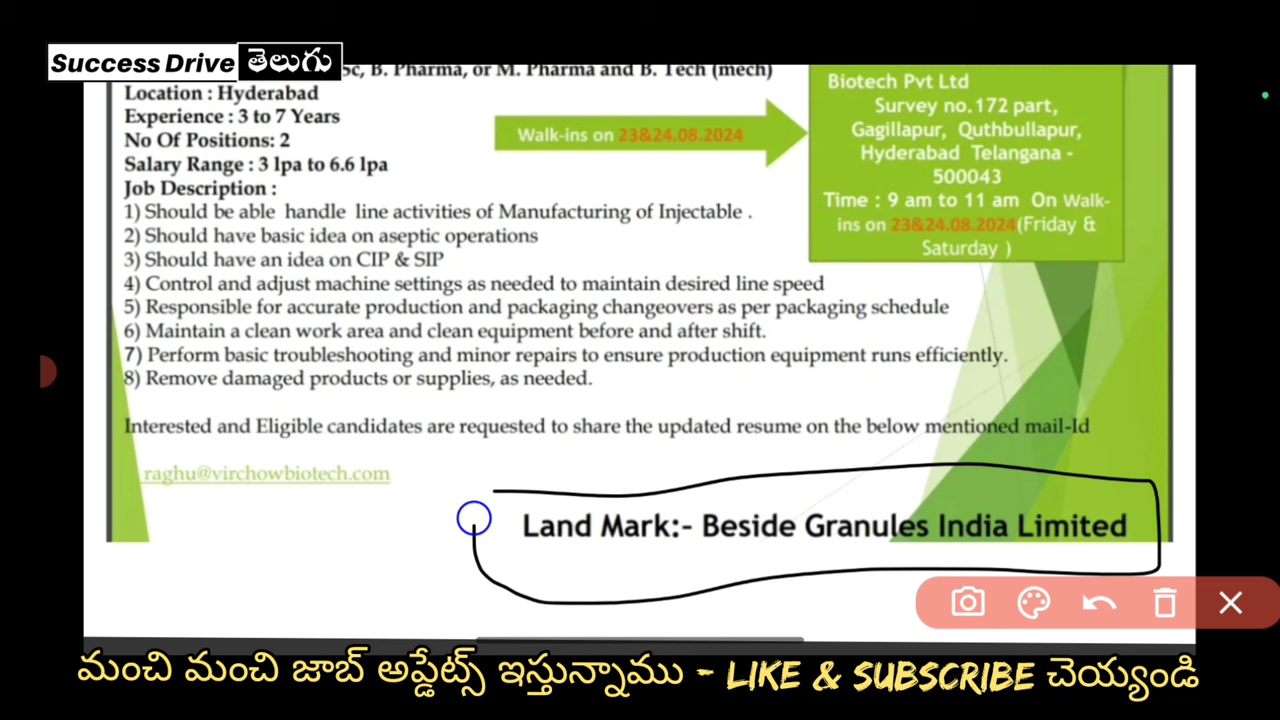 Success Drive తెలుగు
Sc, B. Pharma, or M. Pharma and B. Tech (mech)
Location : Hyderabad
Experience : 3 to 7 Years
No Of Positions: 2
Salary Range : 3 lpa to 6.6 lpa
Job Description :
1) Should be able handle line activities of Manufacturing of Injectable .
2) Should have basic idea on aseptic operations
3) Should have an idea on CIP & SIP
4) Control and adjust machine settings as needed to maintain desired line speed
5) Responsible for accurate production and packaging changeovers as per packaging schedule
6) Maintain a clean work area and clean equipment before and after shift.
7) Perform basic troubleshooting and minor repairs to ensure production equipment runs efficiently.
8) Remove damaged products or supplies, as needed.
Walk-ins on 23&24.08.2024
Biotech Pvt Ltd
Survey no.172 part,
Gagillapur, Quthbullapur,
Hyderabad Telangana -
500043
Time : 9 am to 11 am On Walk-
ins on 23&24.08.2024(Friday &
Saturday )
Interested and Eligible candidates are requested to share the updated resume on the below mentioned mail-Id
raghu@virchowbiotech.com
Land Mark:- Beside Granules India Limited
మంచి మంచి జాబ్ అప్డేట్స్ ఇస్తున్నాము - LIKE & SUBSCRIBE చెయ్యండి